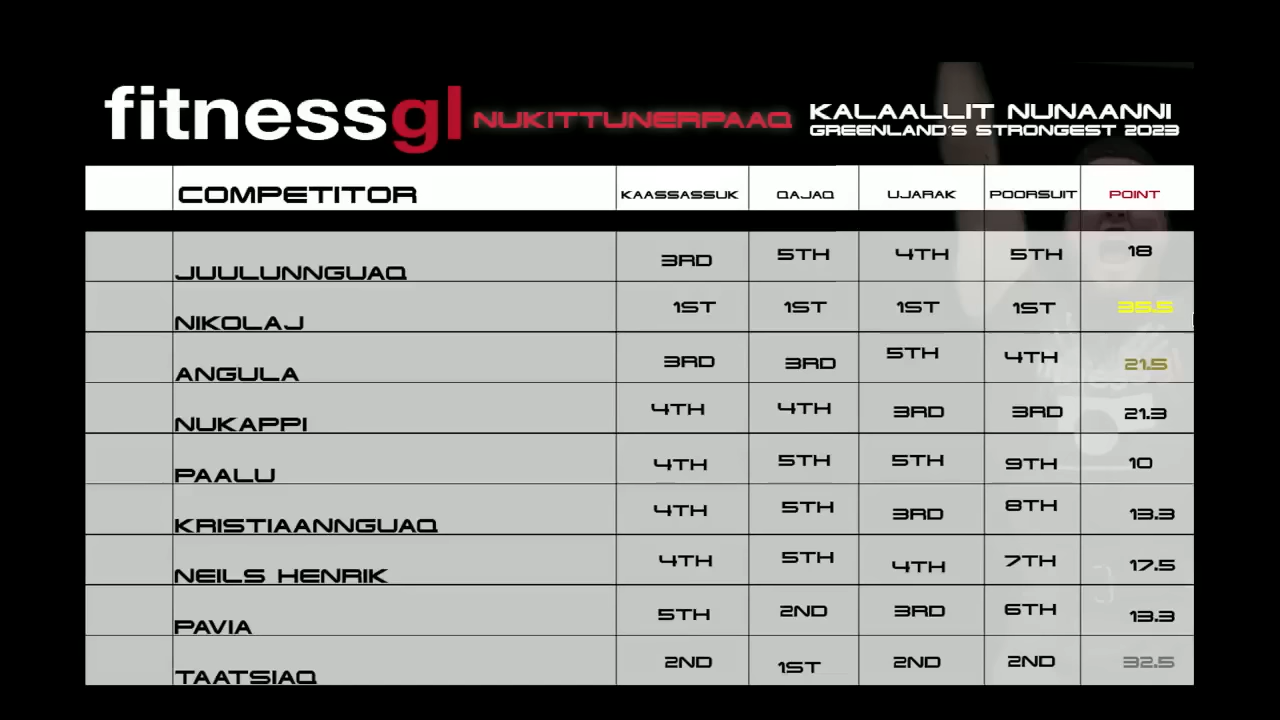 fitnessgl NUKITTUNERPAAQ KALAALLIT NUNAANNI
GREENLAND'S STRONGEST 2023
COMPETITOR KAASSASSUK QAJAQ UJARAK POORSUIT POINT
JUULUNNGUAQ 3RD 5TH 4TH 5TH 18
NIKOLAJ 1ST 1ST 1ST 1ST 35.5
ANGULA 3RD 3RD 5TH 4TH 21.5
NUKAPPI 4TH 4TH 3RD 3RD 21.3
PAALU 4TH 5TH 5TH 9TH 10
KRISTIAANNGUAQ 4TH 5TH 3RD 8TH 13.3
NEILS HENRIK 4TH 5TH 4TH 7TH 17.5
PAVIA 5TH 2ND 3RD 6TH 13.3
TAATSIAQ 2ND 1ST 2ND 2ND 32.5